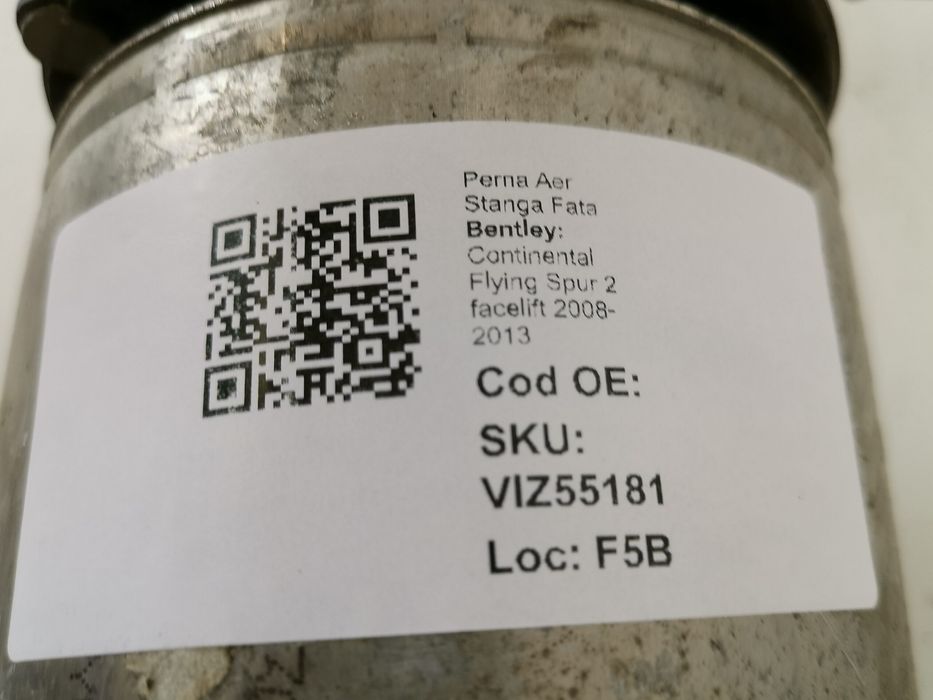 Perna Aer
Stanga Fata
Bentley:
Continental
Flying Spur 2
facelift 2008-
2013
Cod OE:
SKU:
VIZ55181
Loc: F5B